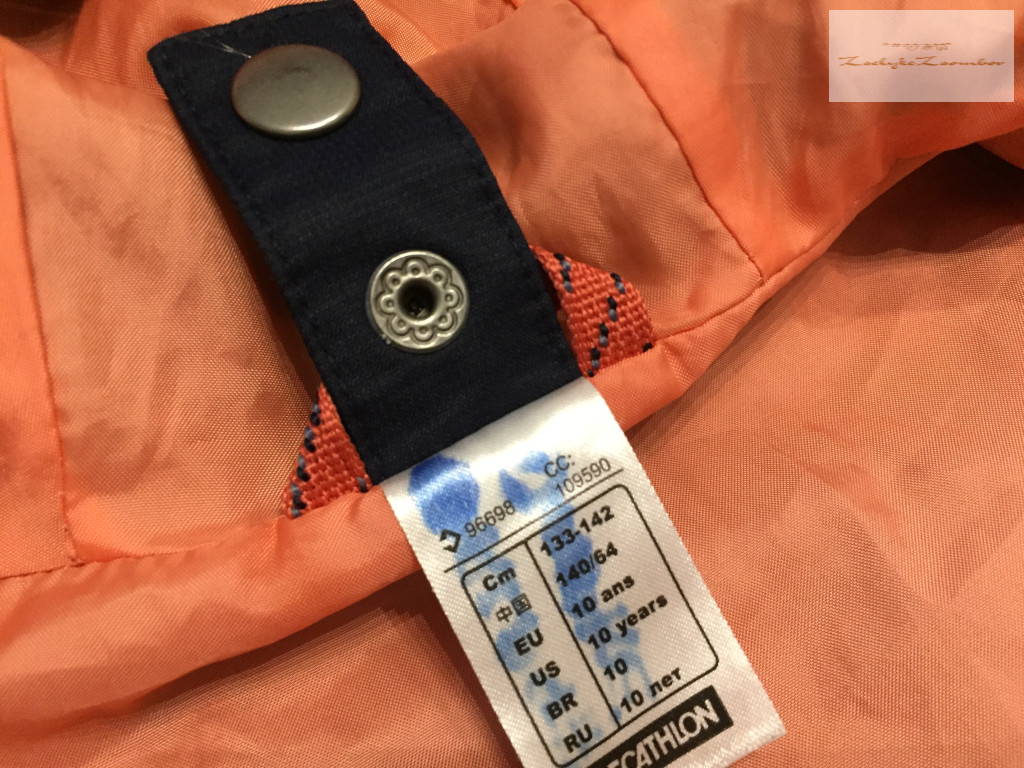 CC:
96698 109590
Cm 133-142
中国 140/64
EU 10 ans
US 10 years
BR 10
RU 10 лет
ECATHLON